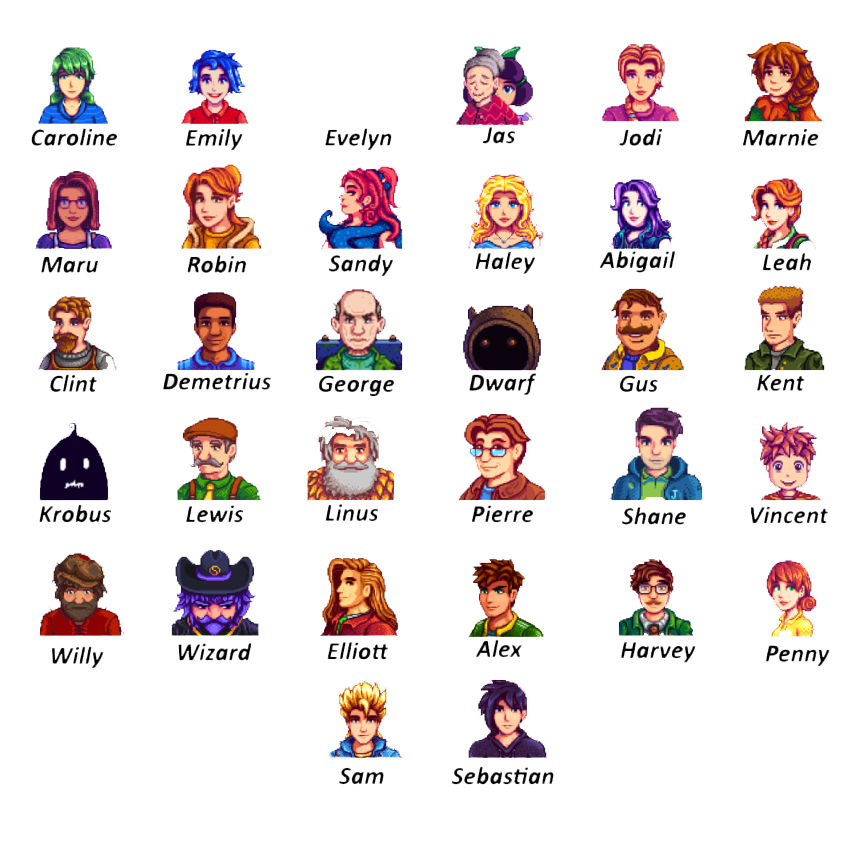 Caroline Emily Evelyn Jas Jodi Marnie
Maru Robin Sandy Haley Abigail Leah
Clint Demetrius George Dwarf Gus Kent
Krobus Lewis Linus Pierre Shane Vincent
Willy Wizard Elliott Alex Harvey Penny
Sam Sebastian